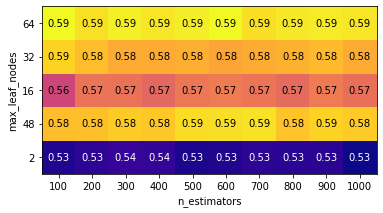 max_leaf_nodes
64 0.59 0.59 0.59 0.59 0.59 0.59 0.59 0.59 0.59 0.59
32 0.59 0.58 0.58 0.58 0.58 0.58 0.58 0.58 0.58 0.58
16 0.56 0.57 0.57 0.57 0.57 0.57 0.57 0.57 0.57 0.57
48 0.58 0.58 0.58 0.58 0.59 0.59 0.59 0.58 0.59 0.58
2 0.53 0.53 0.54 0.54 0.53 0.53 0.53 0.53 0.53 0.53
100 200 300 400 500 600 700 800 900 1000
n_estimators